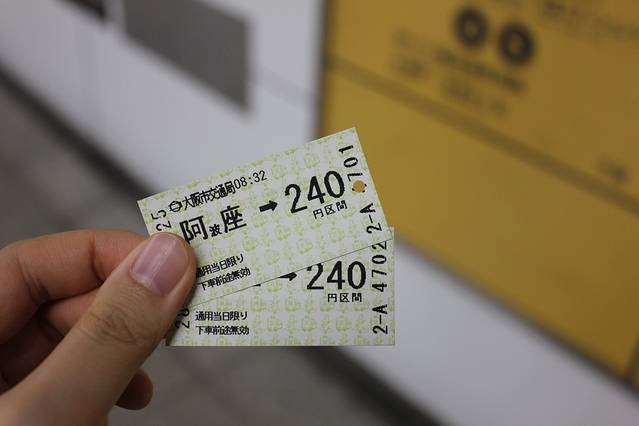 大阪市交通局08:32
阿波座 → 240
円区間
通用当日限り
下車前途無効
2-A 4701
→ 240
円区間
通用当日限り
下車前途無効
2-A 4702